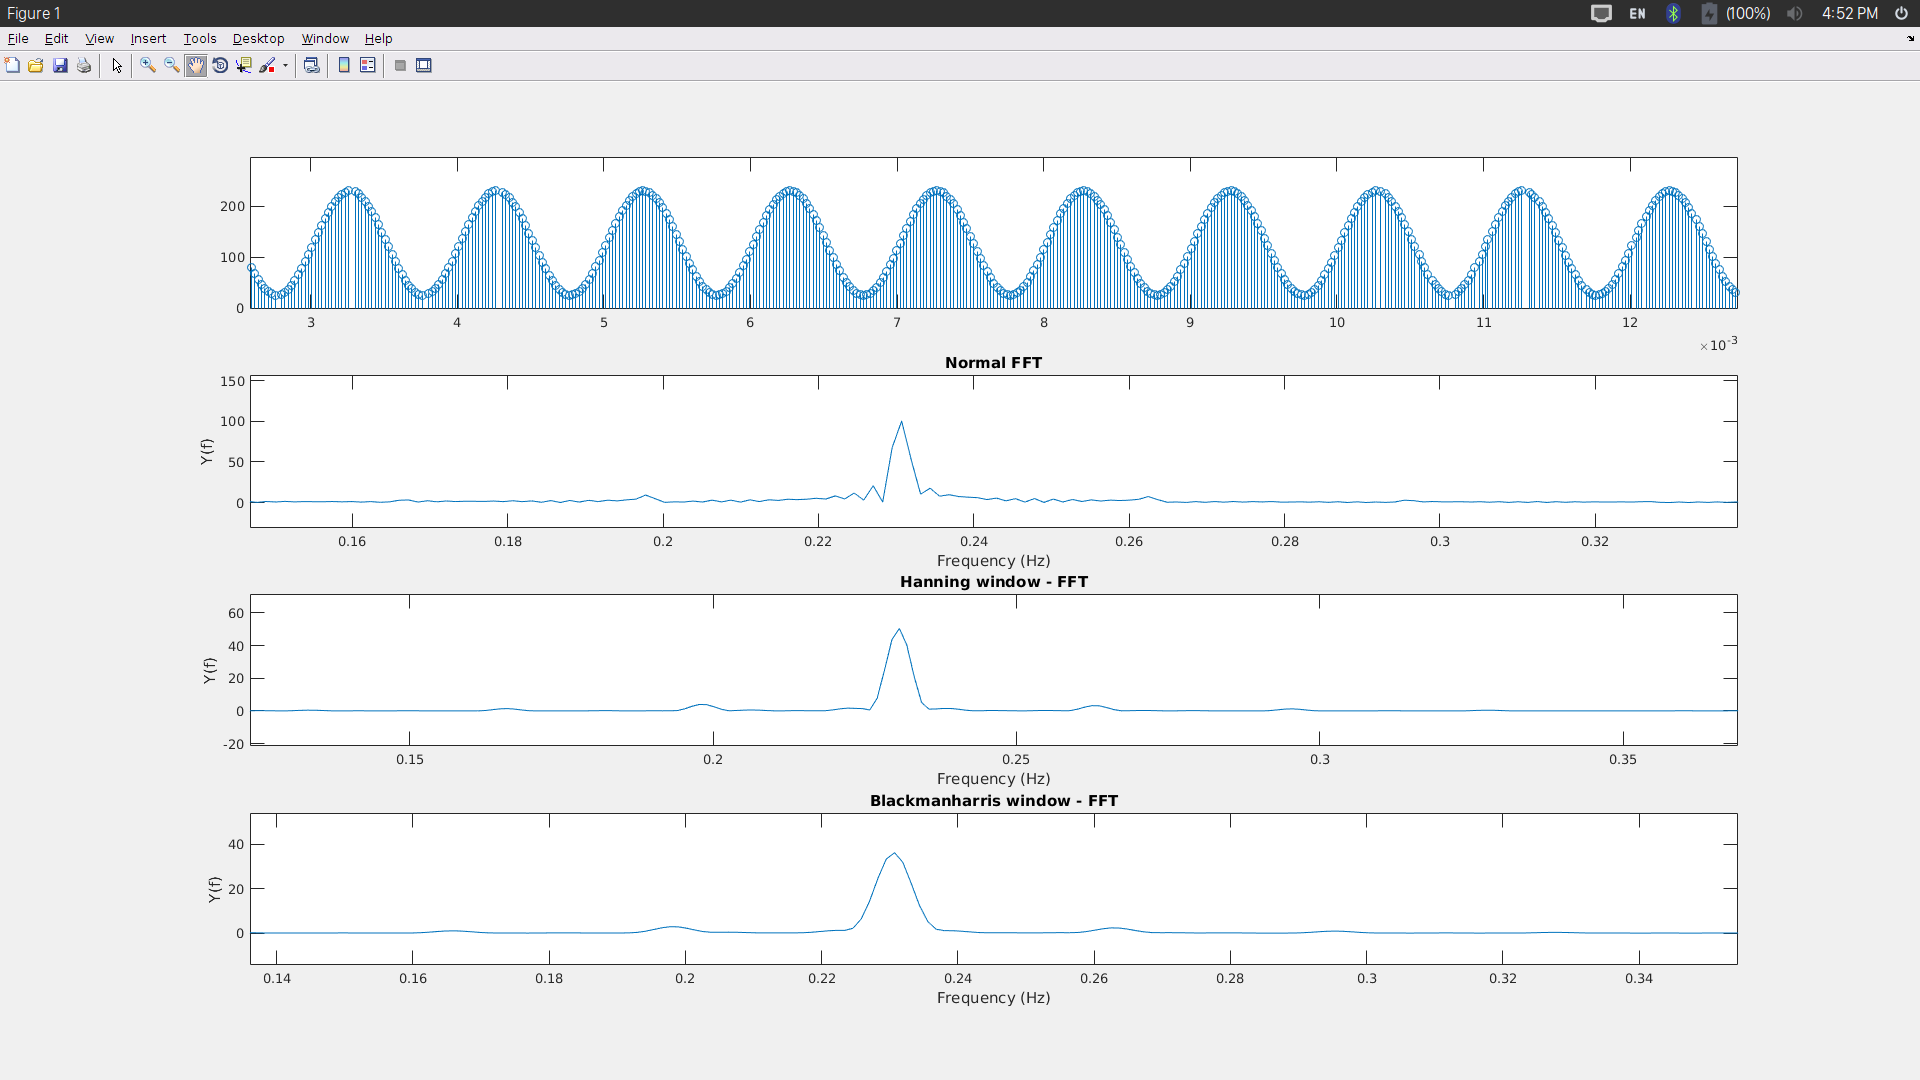 Figure 1 EN (100%) 4:52 PM
File Edit View Insert Tools Desktop Window Help
200
100
0
3 4 5 6 7 8 9 10 11 12
×10-3
Normal FFT
150
100
50
0
Y(f)
0.16 0.18 0.2 0.22 0.24 0.26 0.28 0.3 0.32
Frequency (Hz)
Hanning window - FFT
60
40
20
0
-20
Y(f)
0.15 0.2 0.25 0.3 0.35
Frequency (Hz)
Blackmanharris window - FFT
40
20
0
Y(f)
0.14 0.16 0.18 0.2 0.22 0.24 0.26 0.28 0.3 0.32 0.34
Frequency (Hz)